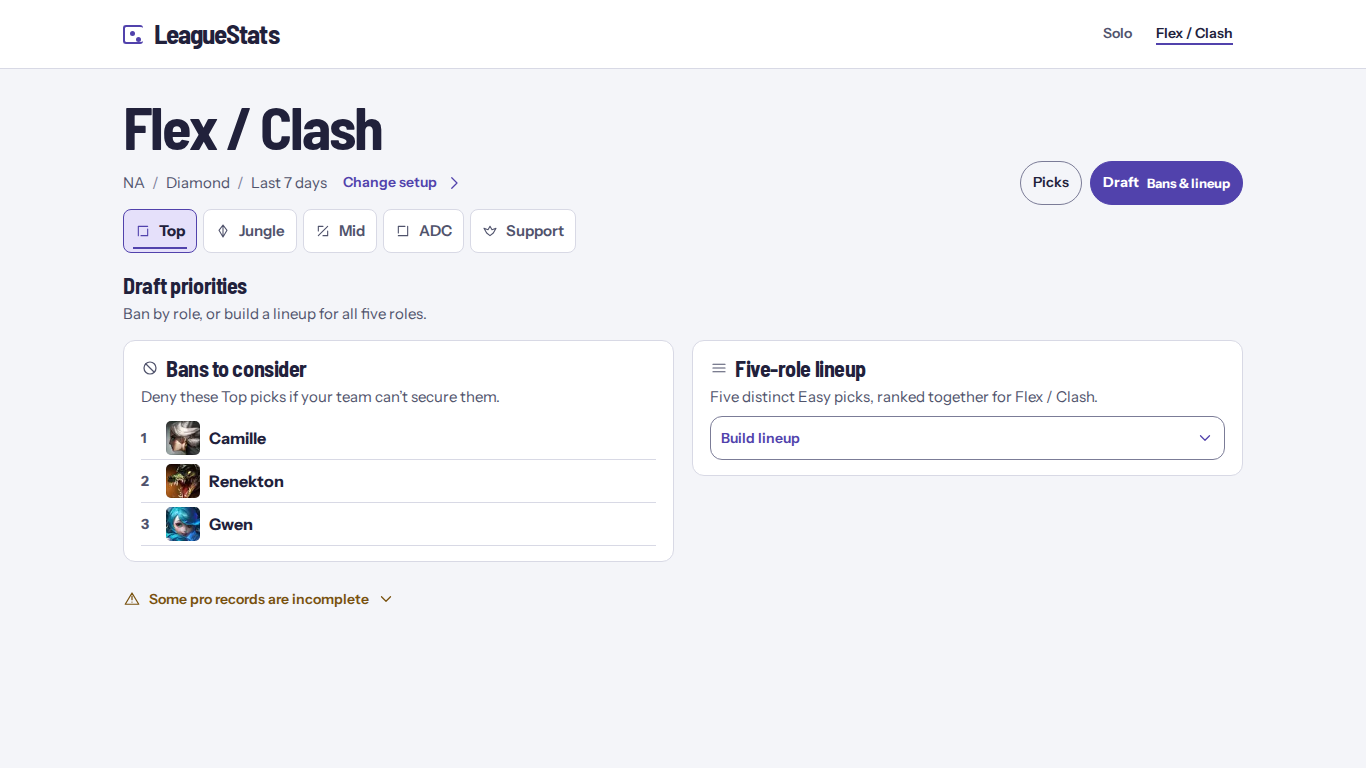 LeagueStats
Solo
Flex / Clash
Flex / Clash
NA / Diamond / Last 7 days
Change setup
Picks
Draft Bans & lineup
Top
Jungle
Mid
ADC
Support
Draft priorities
Ban by role, or build a lineup for all five roles.
Bans to consider
Deny these Top picks if your team can’t secure them.
1 Camille
2 Renekton
3 Gwen
Five-role lineup
Five distinct Easy picks, ranked together for Flex / Clash.
Build lineup
Some pro records are incomplete